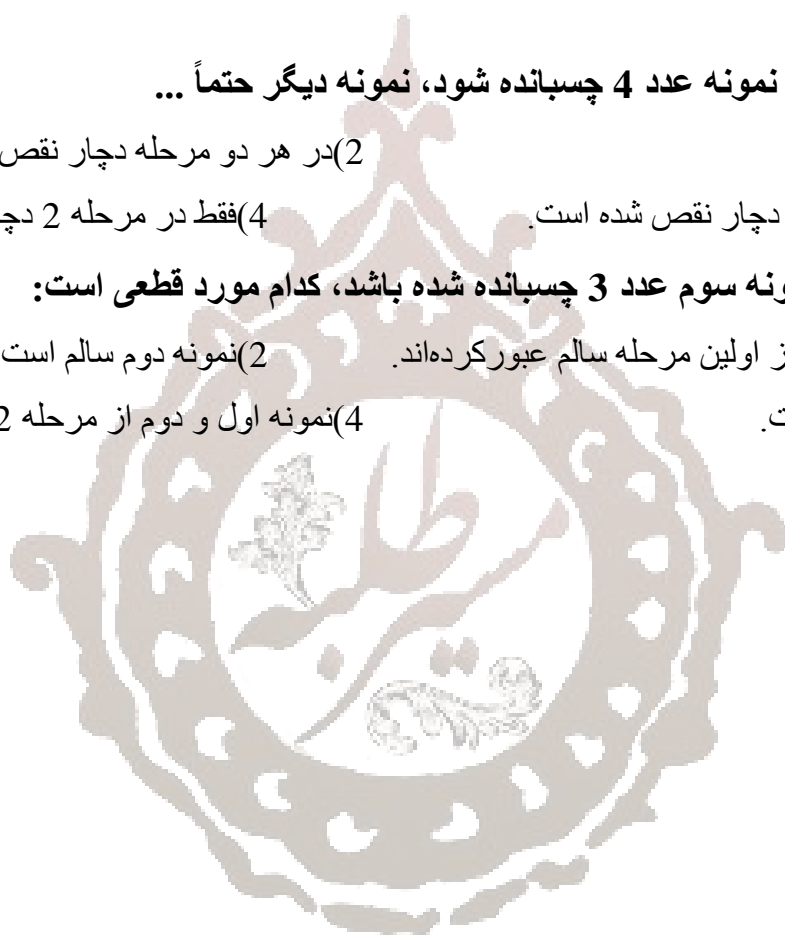 نمونه عدد 4 چسبانده شود، نمونه دیگر حتماً ...
2)در هر دو مرحله دچار نقص
دچار نقص شده است. 4)فقط در مرحله 2
سوم عدد 3 چسبانده شده باشد، کدام مورد قطعی است:
اولین مرحله سالم عبورکرده‌اند. 2)نمونه دوم سالم است
4)نمونه اول و دوم از مرحله 2
مسیر طلبه